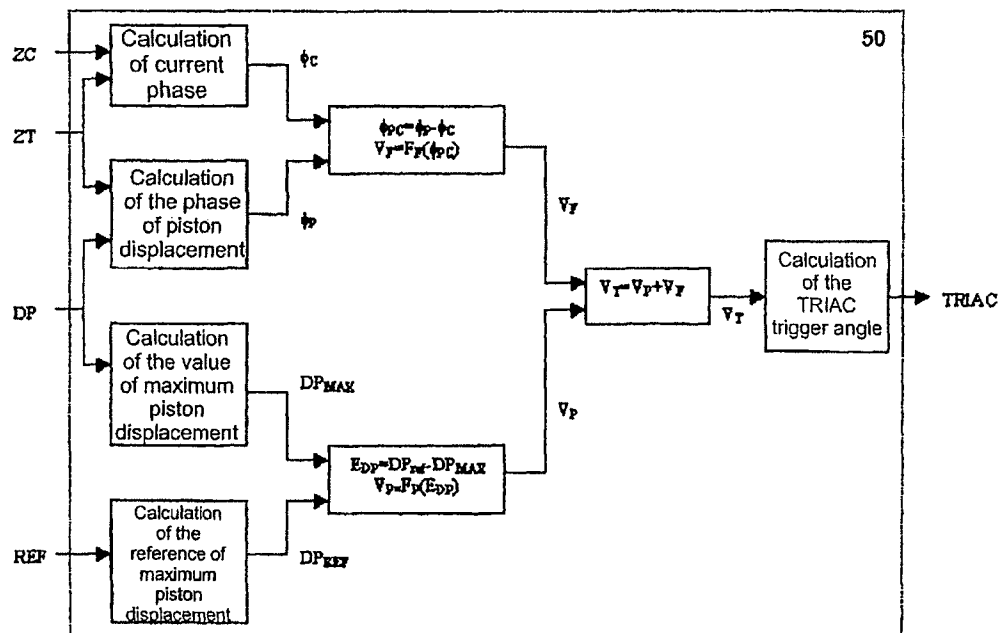 50
ZC
Calculation
of current
phase
ϕC
ZT
ϕPC=ϕP-ϕC
VF=FF(ϕPC)
Calculation
of the phase
of piston
displacement
ϕP
VF
VT=VP+VF
VT
Calculation
of the
TRIAC
trigger angle
TRIAC
DP
Calculation
of the value
of maximum
piston
displacement
DPMAX
VP
EDP=DPref-DPMAX
VP=FP(EDP)
REF
Calculation
of the
reference of
maximum
piston
displacement
DPREF